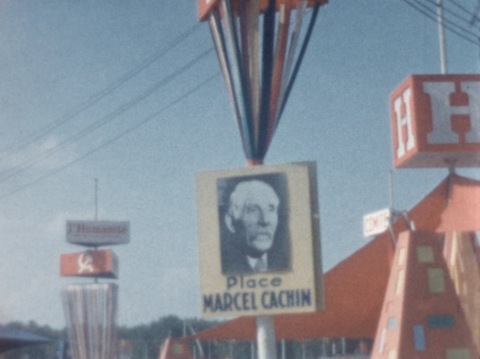 H
H
l'Humanité
Place
MARCEL CACHIN